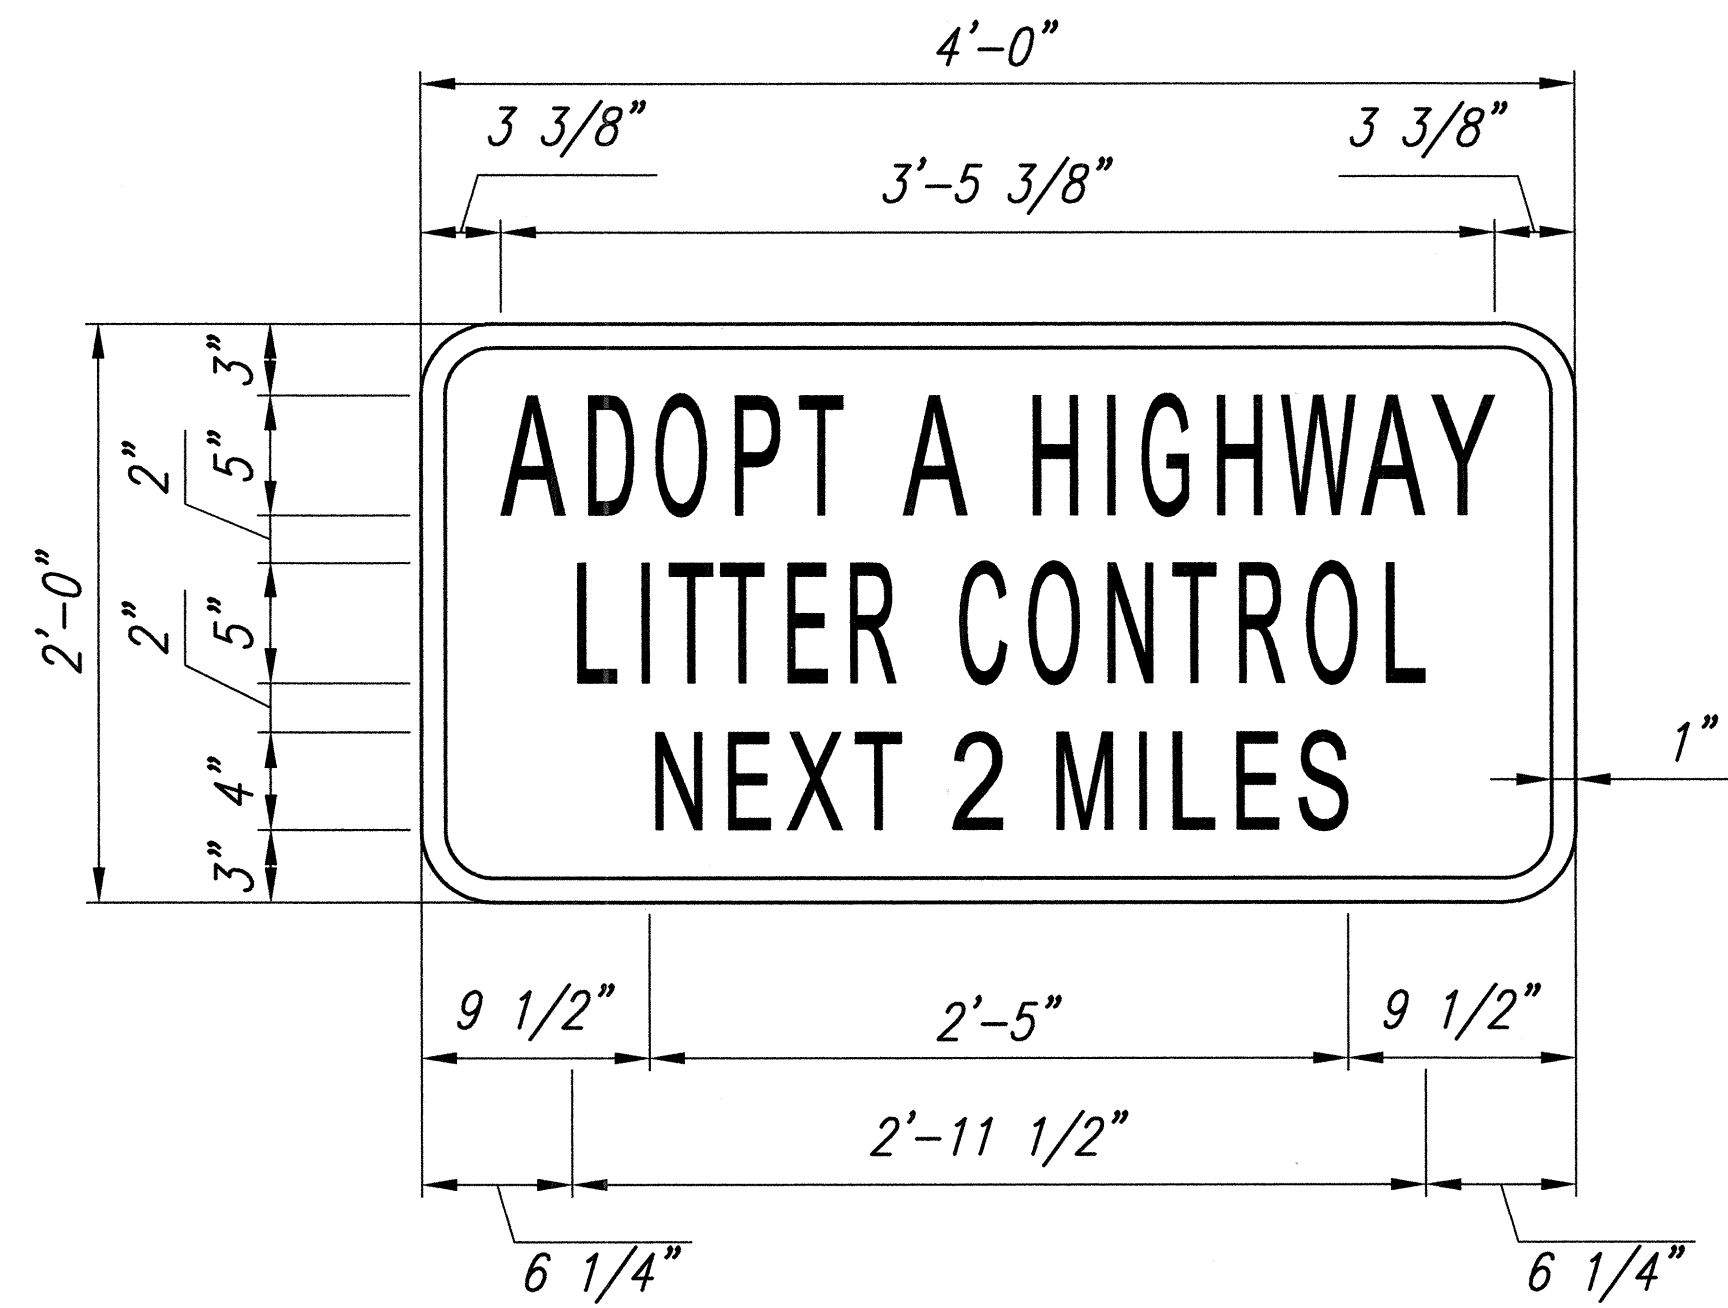 4'-0"
3 3/8" 3 3/8"
3'-5 3/8"
3"
ADOPT A HIGHWAY
5"
2"
2'-0"
LITTER CONTROL
5"
2"
NEXT 2 MILES
4"
1"
3"
9 1/2" 2'-5" 9 1/2"
2'-11 1/2"
6 1/4" 6 1/4"